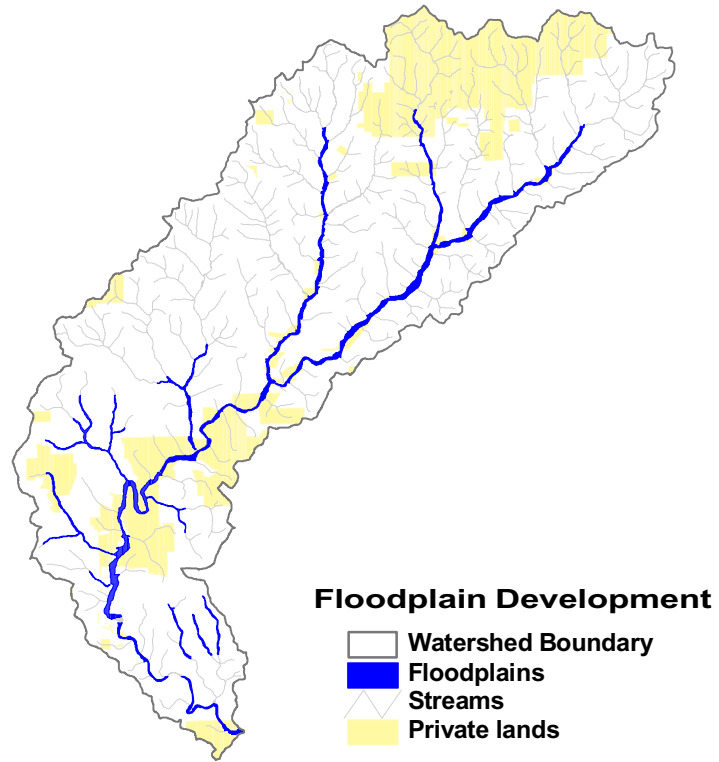 Floodplain Development
Watershed Boundary
Floodplains
Streams
Private lands